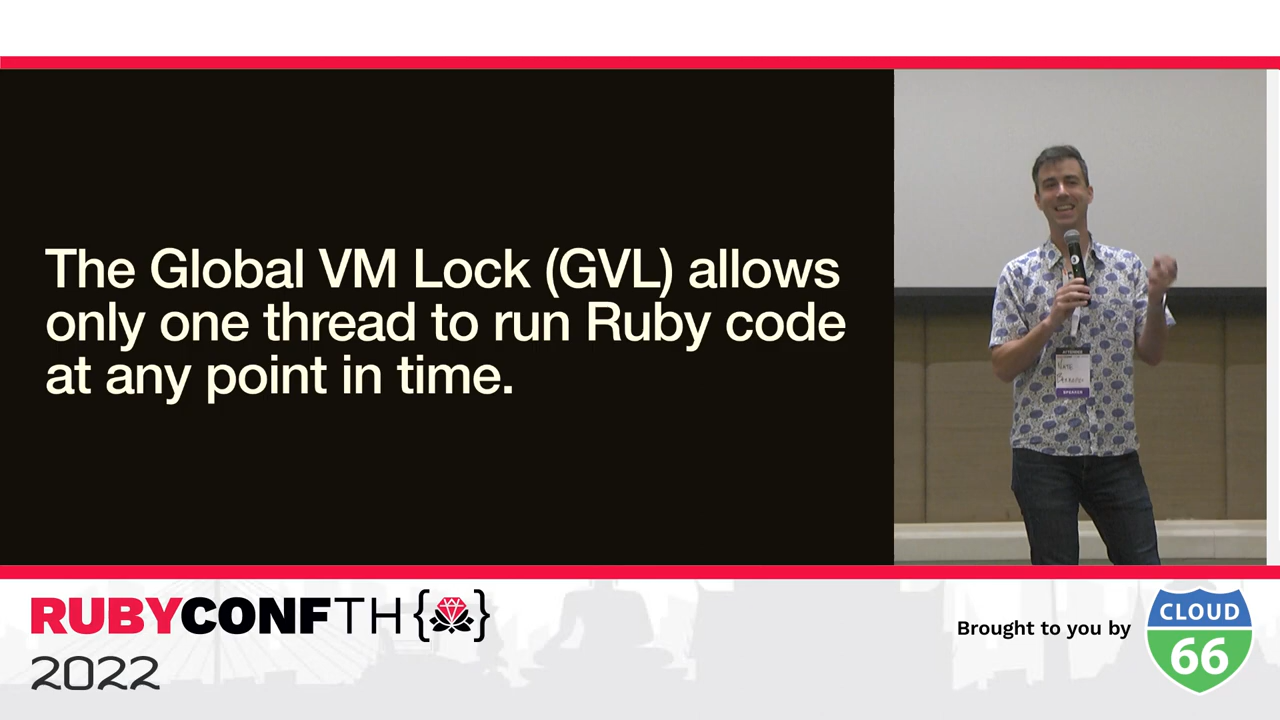 The Global VM Lock (GVL) allows
only one thread to run Ruby code
at any point in time.
SPEAKER
RUBYCONFTH
2022
Brought to you by
CLOUD
66